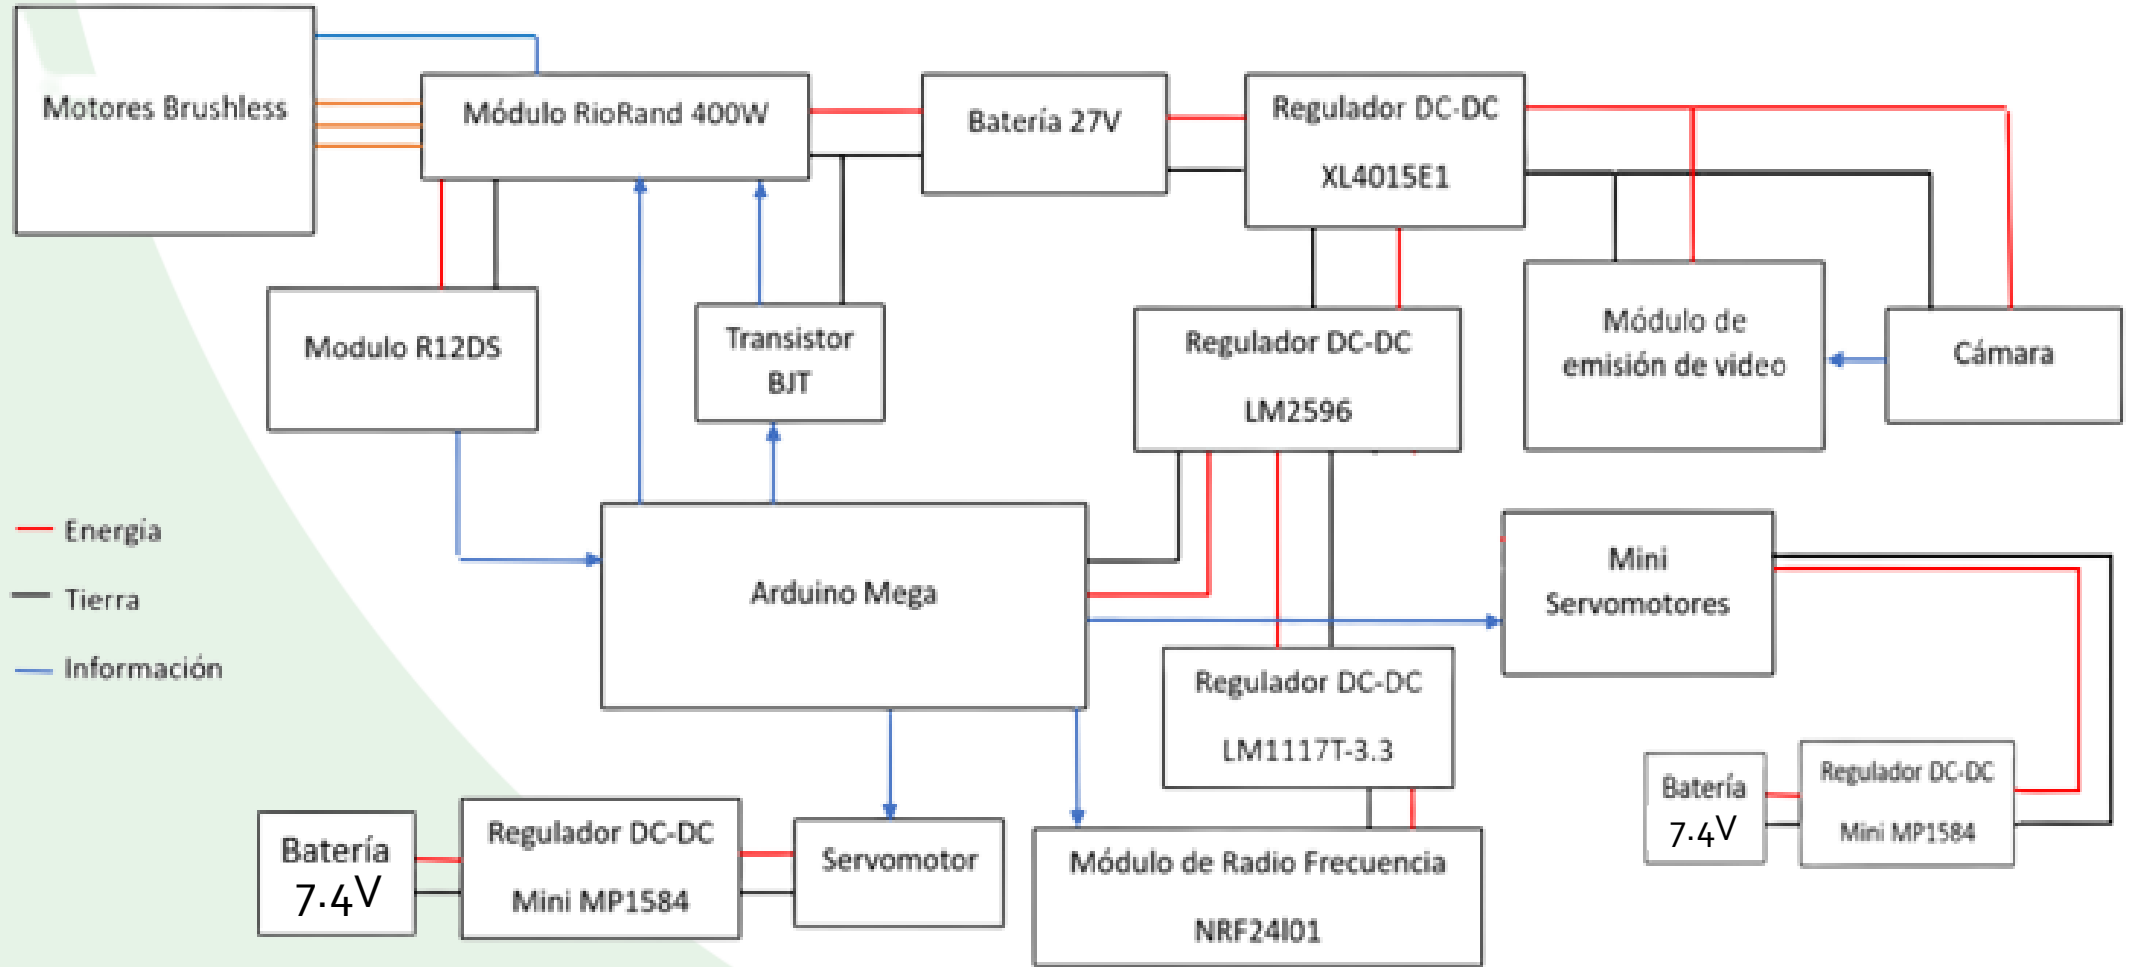 Motores Brushless
Módulo RioRand 400W
Batería 27V
Regulador DC-DC
XL4015E1
Modulo R12DS
Transistor
BJT
Regulador DC-DC
LM2596
Módulo de
emisión de video
Cámara
Energía
Tierra
Información
Arduino Mega
Mini
Servomotores
Regulador DC-DC
LM1117T-3.3
Batería
7.4V
Regulador DC-DC
Mini MP1584
Servomotor
Módulo de Radio Frecuencia
NRF24l01
Batería
7.4V
Regulador DC-DC
Mini MP1584